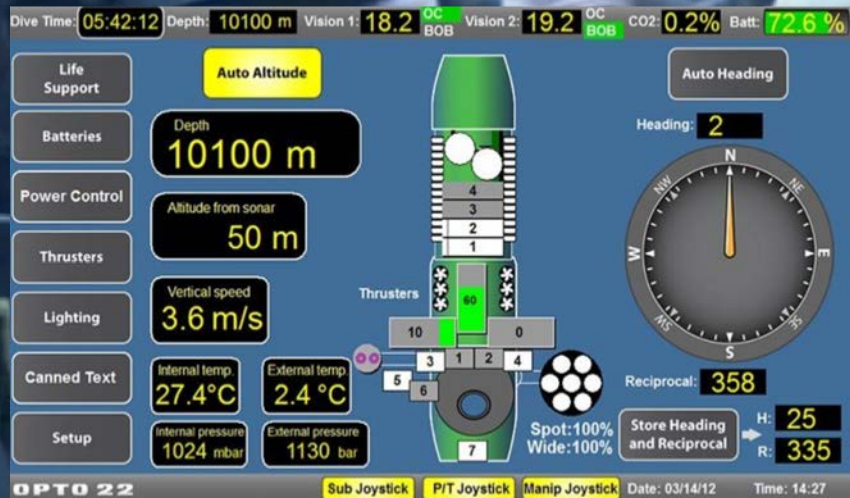 Dive Time: 05:42:12 Depth: 10100 m Vision 1: 18.2 OC BOB Vision 2: 19.2 OC BOB CO2: 0.2% Batt: 72.6 %
Life Support
Auto Altitude
Auto Heading
Batteries
Depth
10100 m
Heading: 2
Power Control
Altitude from sonar
50 m
4
3
2
1
N
NE
E
SE
S
SW
W
NW
Thrusters
Vertical speed
3.6 m/s
Thrusters
60
10
0
Lighting
3 1 2 4
5
6
7
Canned Text
Internal temp.
27.4°C
External temp.
2.4 °C
Reciprocal: 358
Setup
Internal pressure
1024 mbar
External pressure
1130 bar
Spot:100%
Wide:100%
Store Heading
and Reciprocal
H: 25
R: 335
OPTO 22
Sub Joystick P/T Joystick Manip Joystick Date: 03/14/12 Time: 14:27